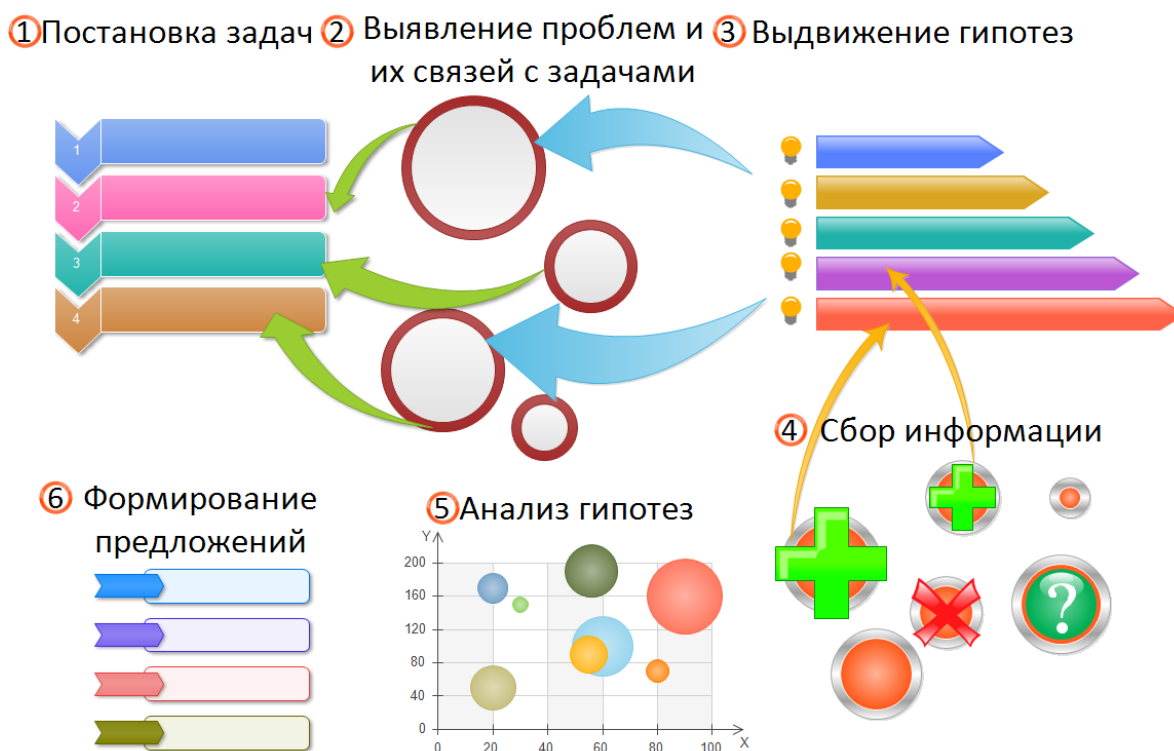 ① Постановка задач
1
2
3
4
② Выявление проблем и
их связей с задачами
③ Выдвижение гипотез
④ Сбор информации
?
⑤ Анализ гипотез
Y
200
160
120
80
40
0
0 20 40 60 80 100
X
⑥ Формирование
предложений